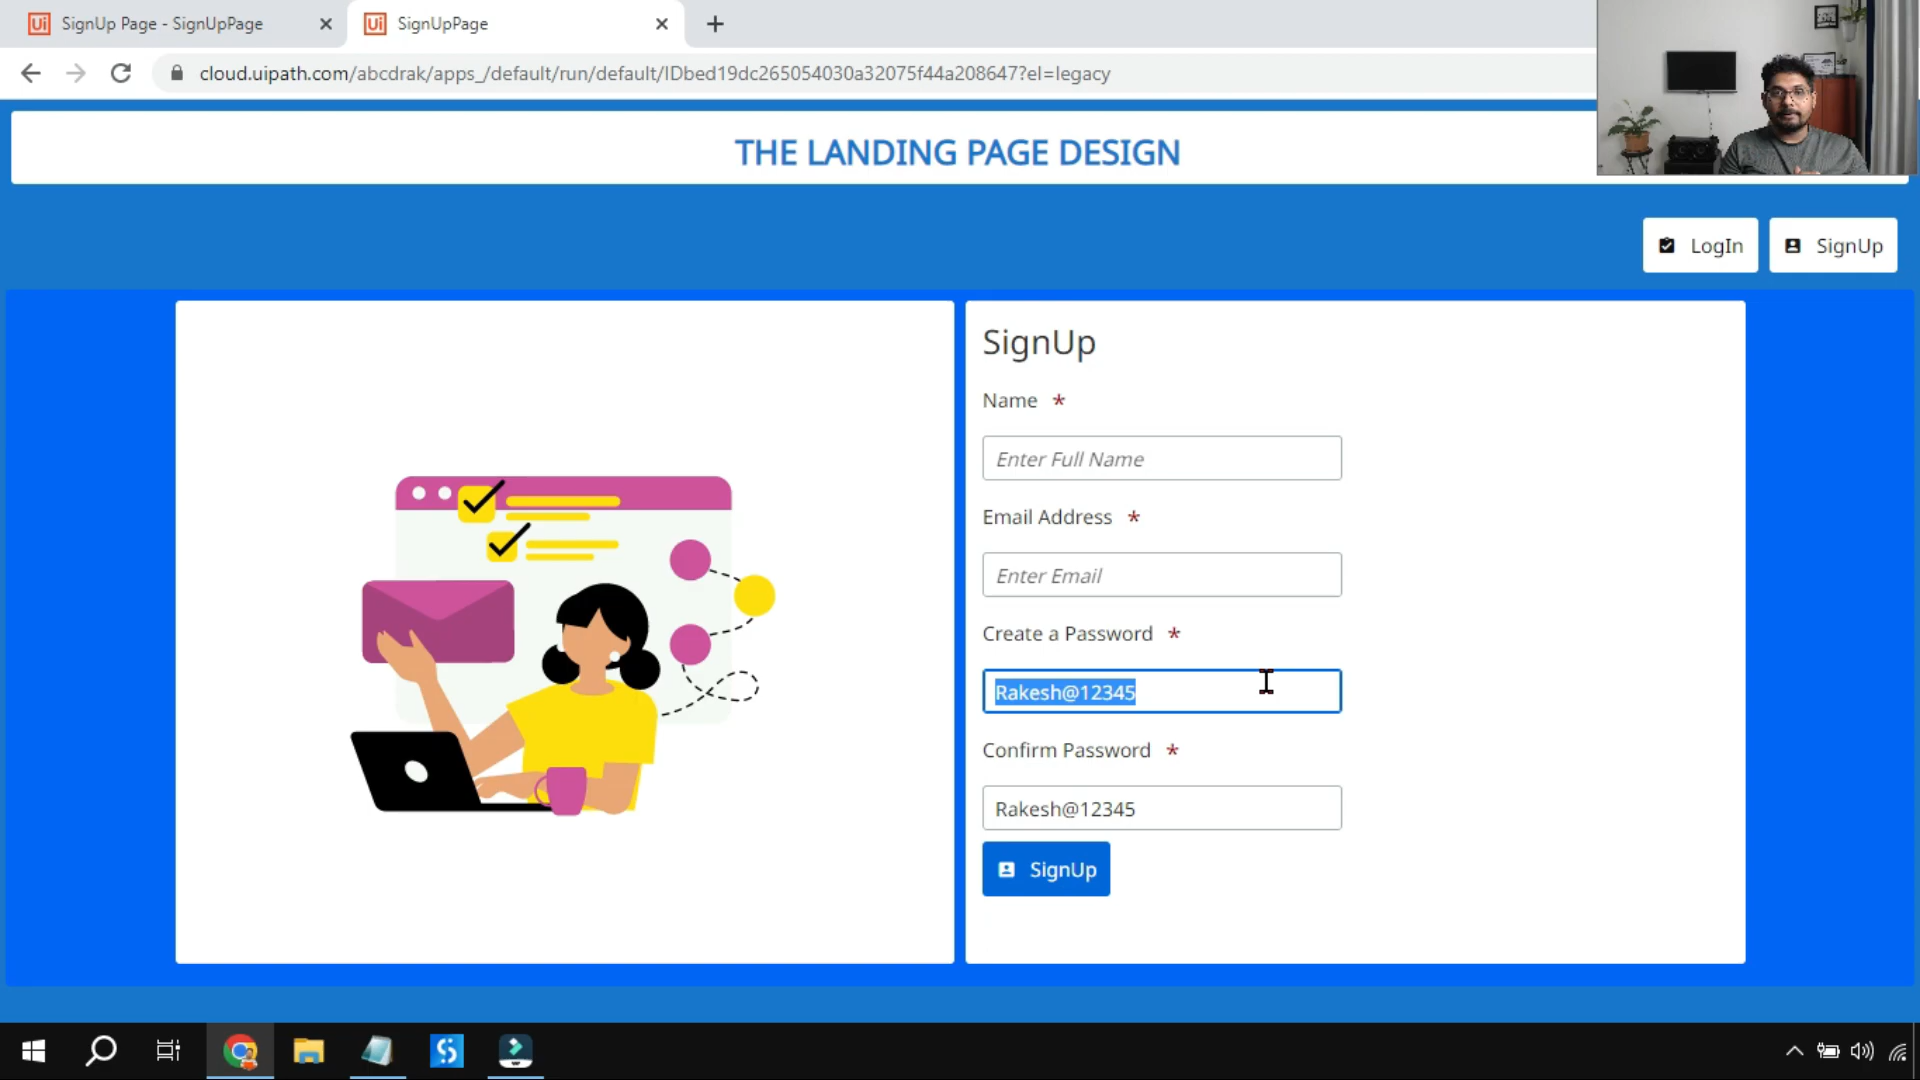 Ui SignUp Page - SignUpPage
Ui SignUpPage
cloud.uipath.com/abcdrak/apps_/default/run/default/IDbed19dc265054030a32075f44a208647?el=legacy
THE LANDING PAGE DESIGN
LogIn
SignUp
SignUp
Name *
Enter Full Name
Email Address *
Enter Email
Create a Password *
Rakesh@12345
Confirm Password *
Rakesh@12345
SignUp